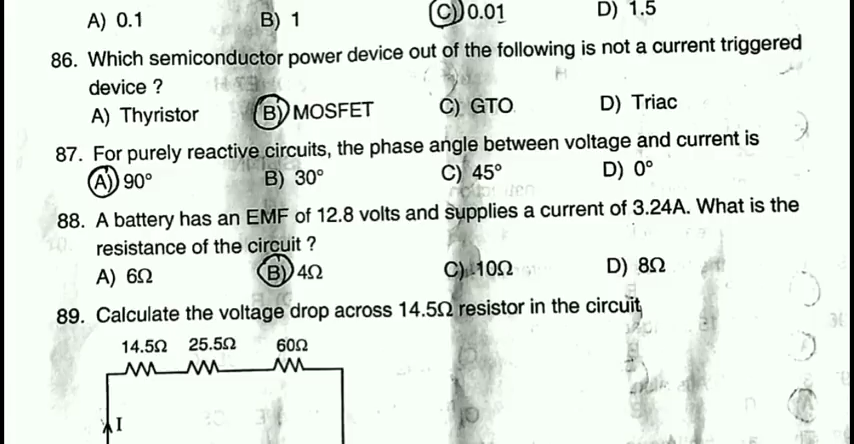 A) 0.1 B) 1 C) 0.01 D) 1.5
86. Which semiconductor power device out of the following is not a current triggered
device ?
A) Thyristor B) MOSFET C) GTO D) Triac
87. For purely reactive circuits, the phase angle between voltage and current is
A) 90° B) 30° C) 45° D) 0°
88. A battery has an EMF of 12.8 volts and supplies a current of 3.24A. What is the
resistance of the circuit ?
A) 6Ω B) 4Ω C) 10Ω D) 8Ω
89. Calculate the voltage drop across 14.5Ω resistor in the circuit
14.5Ω 25.5Ω 60Ω
I